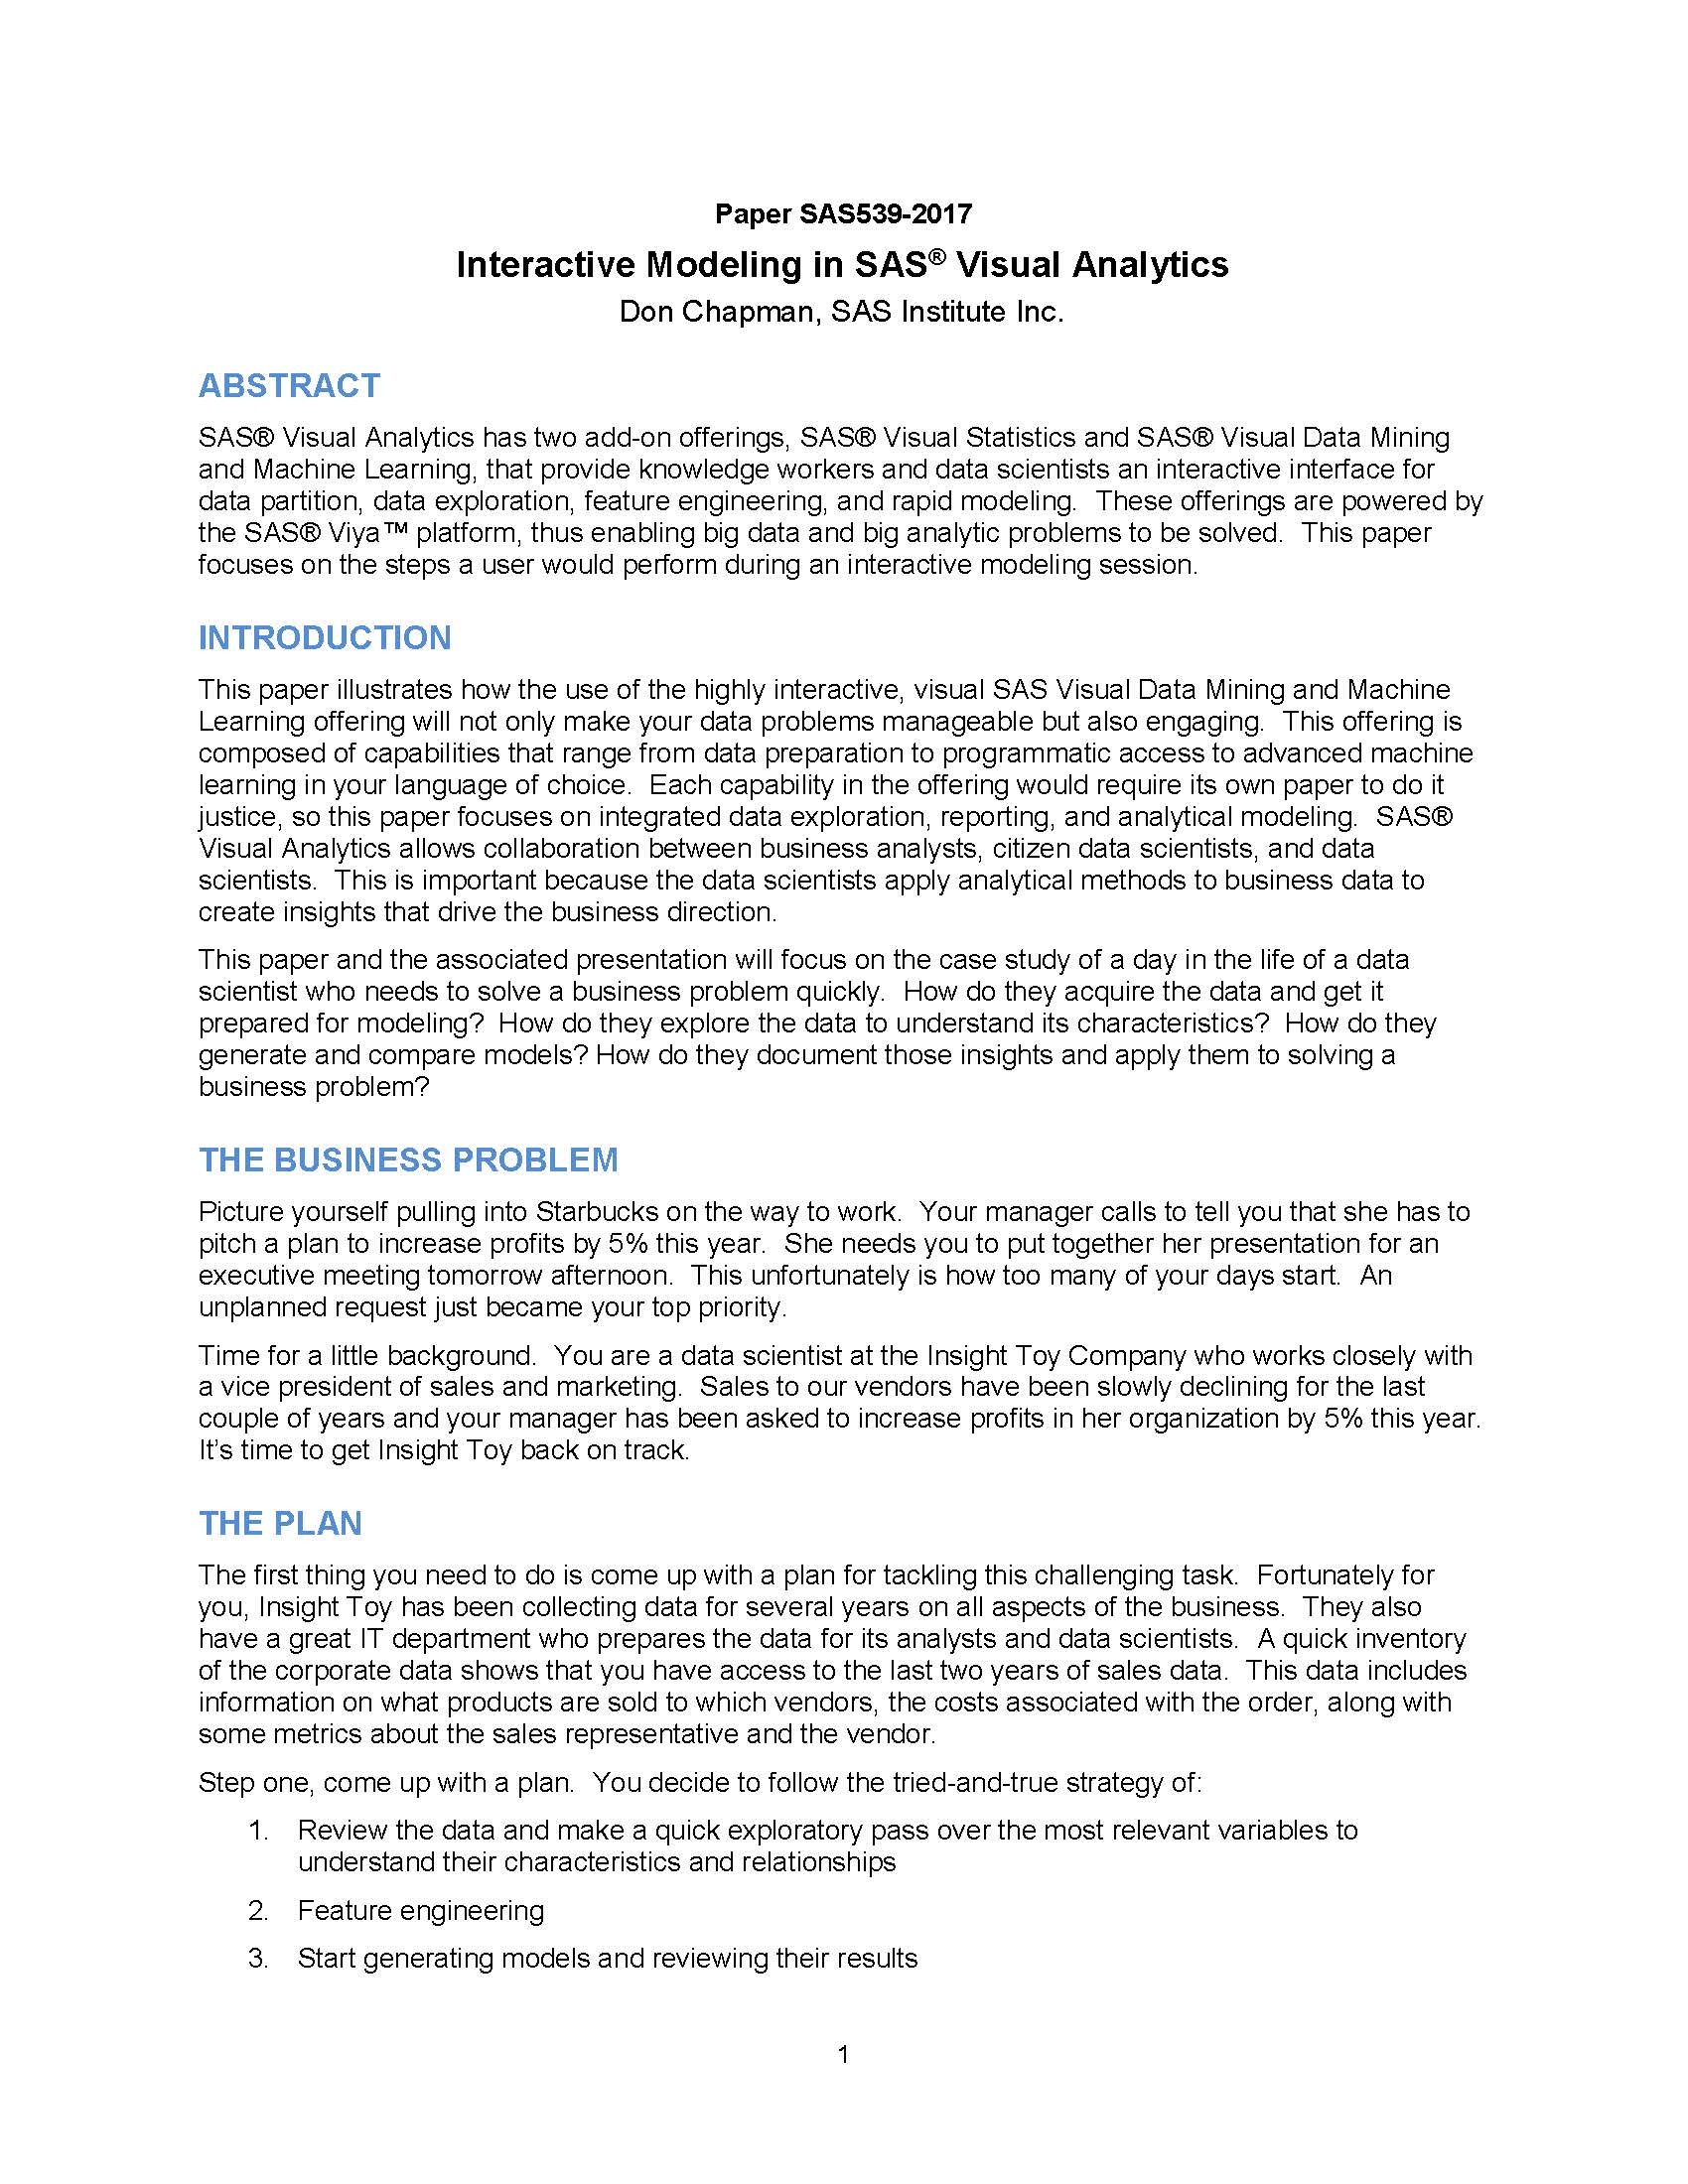 Paper SAS539-2017
Interactive Modeling in SAS® Visual Analytics
Don Chapman, SAS Institute Inc.
ABSTRACT
SAS® Visual Analytics has two add-on offerings, SAS® Visual Statistics and SAS® Visual Data Mining
and Machine Learning, that provide knowledge workers and data scientists an interactive interface for
data partition, data exploration, feature engineering, and rapid modeling.  These offerings are powered by
the SAS® Viya™ platform, thus enabling big data and big analytic problems to be solved.  This paper
focuses on the steps a user would perform during an interactive modeling session.
INTRODUCTION
This paper illustrates how the use of the highly interactive, visual SAS Visual Data Mining and Machine
Learning offering will not only make your data problems manageable but also engaging.  This offering is
composed of capabilities that range from data preparation to programmatic access to advanced machine
learning in your language of choice.  Each capability in the offering would require its own paper to do it
justice, so this paper focuses on integrated data exploration, reporting, and analytical modeling.  SAS®
Visual Analytics allows collaboration between business analysts, citizen data scientists, and data
scientists.  This is important because the data scientists apply analytical methods to business data to
create insights that drive the business direction.
This paper and the associated presentation will focus on the case study of a day in the life of a data
scientist who needs to solve a business problem quickly.  How do they acquire the data and get it
prepared for modeling?  How do they explore the data to understand its characteristics?  How do they
generate and compare models? How do they document those insights and apply them to solving a
business problem?
THE BUSINESS PROBLEM
Picture yourself pulling into Starbucks on the way to work.  Your manager calls to tell you that she has to
pitch a plan to increase profits by 5% this year.  She needs you to put together her presentation for an
executive meeting tomorrow afternoon.  This unfortunately is how too many of your days start.  An
unplanned request just became your top priority.
Time for a little background.  You are a data scientist at the Insight Toy Company who works closely with
a vice president of sales and marketing.  Sales to our vendors have been slowly declining for the last
couple of years and your manager has been asked to increase profits in her organization by 5% this year.
It’s time to get Insight Toy back on track.
THE PLAN
The first thing you need to do is come up with a plan for tackling this challenging task.  Fortunately for
you, Insight Toy has been collecting data for several years on all aspects of the business.  They also
have a great IT department who prepares the data for its analysts and data scientists.  A quick inventory
of the corporate data shows that you have access to the last two years of sales data.  This data includes
information on what products are sold to which vendors, the costs associated with the order, along with
some metrics about the sales representative and the vendor.
Step one, come up with a plan.  You decide to follow the tried-and-true strategy of:
1. Review the data and make a quick exploratory pass over the most relevant variables to
understand their characteristics and relationships
2. Feature engineering
3. Start generating models and reviewing their results
1